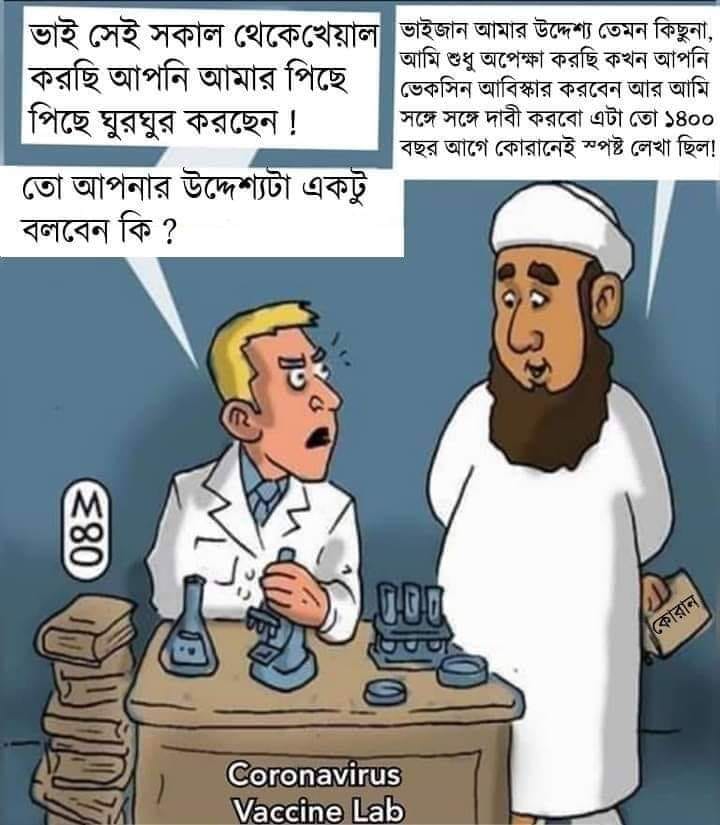 ভাই সেই সকাল থেকেখেয়াল
করছি আপনি আমার পিছে
পিছে ঘুরঘুর করছেন !
তো আপনার উদ্দেশ্যটা একটু
বলবেন কি ?
ভাইজান আমার উদ্দেশ্য তেমন কিছুনা,
আমি শুধু অপেক্ষা করছি কখন আপনি
ভেকসিন আবিস্কার করবেন আর আমি
সঙ্গে সঙ্গে দাবী করবো এটা তো ১৪০০
বছর আগে কোরানেই স্পষ্ট লেখা ছিল!
M80
কোরান
Coronavirus
Vaccine Lab